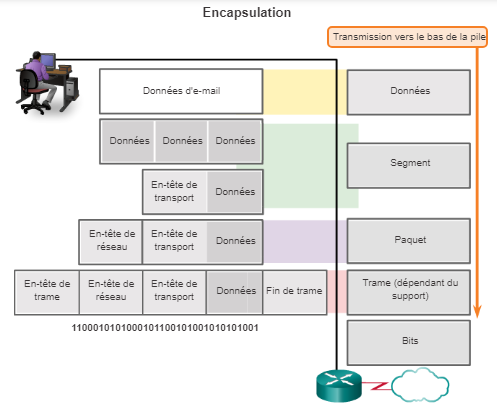 Encapsulation
Transmission vers le bas de la pile
Données d'e-mail
Données
Données Données Données
Segment
En-tête de
transport
Données
En-tête de
réseau
En-tête de
transport
Données
Paquet
En-tête de
trame
En-tête de
réseau
En-tête de
transport
Données
Fin de trame
Trame (dépendant du
support)
1100010101000101100101001010101001
Bits